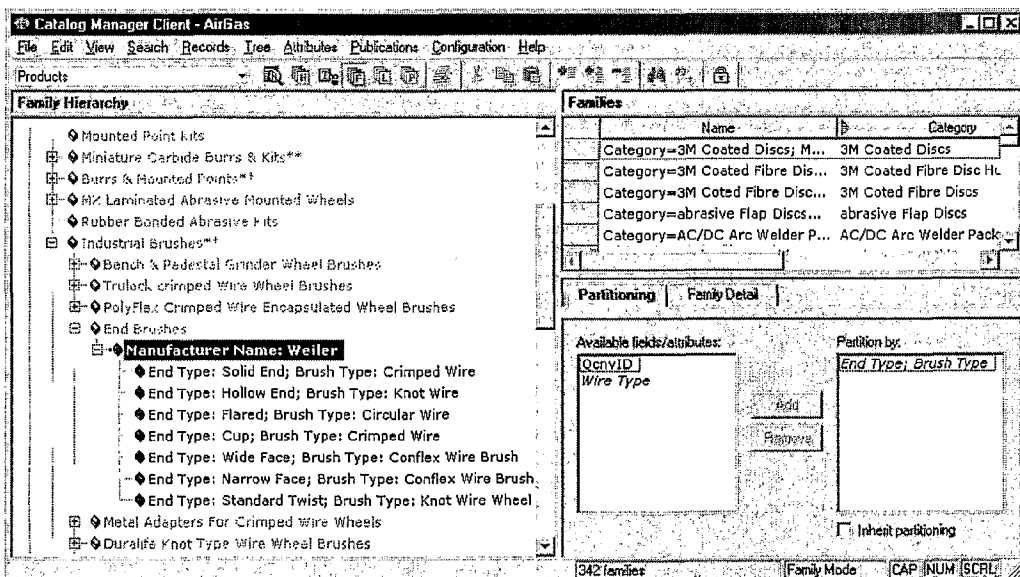 Catalog Manager Client - AirGas
File Edit View Search Records Tree Attributes Publications Configuration Help
Products
Family Hierarchy
Mounted Point Kits
Miniature Carbide Burrs & Kits**
Burrs & Mounted Points**
MX Laminated Abrasive Mounted Wheels
Rubber Bonded Abrasive Kits
Industrial Brushes**
Bench & Pedestal Grinder Wheel Brushes
Trulock crimped Wire Wheel Brushes
PolyFlex Crimped Wire Encapsulated Wheel Brushes
End Brushes
Manufacturer Name: Weiler
End Type: Solid End; Brush Type: Crimped Wire
End Type: Hollow End; Brush Type: Knot Wire
End Type: Flared; Brush Type: Circular Wire
End Type: Cup; Brush Type: Crimped Wire
End Type: Wide Face; Brush Type: Conflex Wire Brush
End Type: Narrow Face; Brush Type: Conflex Wire Brush
End Type: Standard Twist; Brush Type: Knot Wire Wheel
Metal Adapters For Crimped Wire Wheels
Duralife Knot Type Wire Wheel Brushes
Families
Name Category
Category=3M Coated Discs; M... 3M Coated Discs
Category=3M Coated Fibre Dis... 3M Coated Fibre Disc Hu
Category=3M Coted Fibre Disc... 3M Coted Fibre Discs
Category=abrasive Flap Discs... abrasive Flap Discs
Category=AC/DC Arc Welder P... AC/DC Arc Welder Pack
Partitioning Family Detail
Available fields/attributes: Partition by:
QcnvID End Type; Brush Type
Wire Type
Add
Remove
Inherit partitioning
342 families Family Mode CAP NUM SCRL